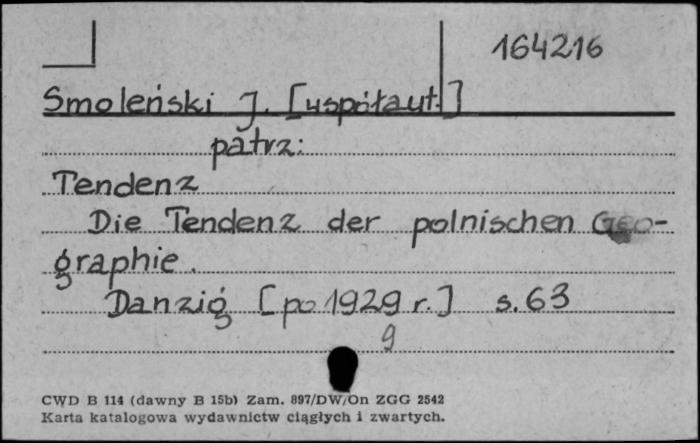 164216
Smoleński J. [współaut.]
patrz:
Tendenz
Die Tendenz der polnischen Geo-
graphie.
Danzig [po 1929 r.] s. 63
9
CWD B 114 (dawny B 15b) Zam. 897/DW/On ZGG 2542
Karta katalogowa wydawnictw ciągłych i zwartych.